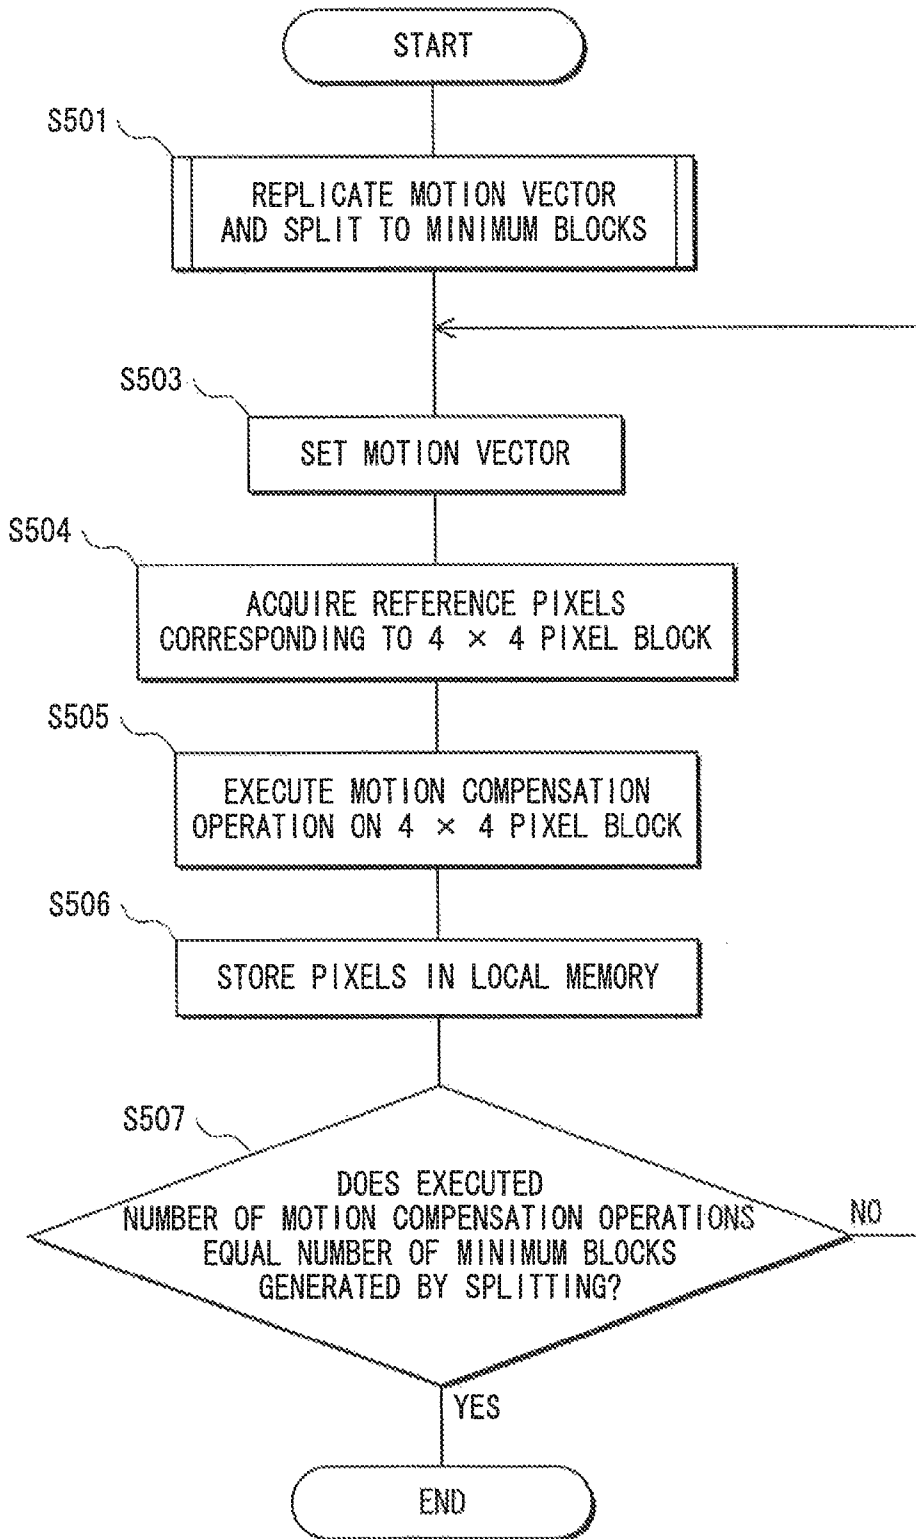 START
S501
REPLICATE MOTION VECTOR
AND SPLIT TO MINIMUM BLOCKS
S503
SET MOTION VECTOR
S504
ACQUIRE REFERENCE PIXELS
CORRESPONDING TO 4 × 4 PIXEL BLOCK
S505
EXECUTE MOTION COMPENSATION
OPERATION ON 4 × 4 PIXEL BLOCK
S506
STORE PIXELS IN LOCAL MEMORY
S507
DOES EXECUTED
NUMBER OF MOTION COMPENSATION OPERATIONS
EQUAL NUMBER OF MINIMUM BLOCKS
GENERATED BY SPLITTING?
NO
YES
END